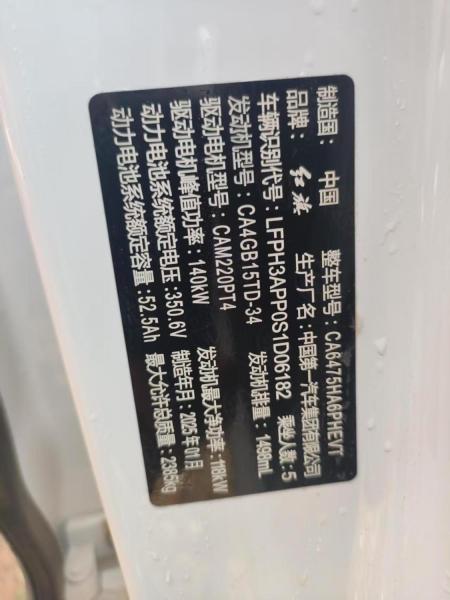 制造国: 中国 整车型号: CA6475HA6PHEVT
品牌: 红旗 生产厂名: 中国第一汽车集团有限公司
车辆识别代号: LFPH3APP0S1D06182 乘坐人数: 5
发动机型号: CA4GB15TD-34 发动机排量: 1498mL
驱动电机型号: CAM220PT4 发动机最大净功率: 118kW
驱动电机峰值功率: 140kW 制造年月: 2025年01月
动力电池系统额定电压: 350.6V 最大允许总质量: 2385kg
动力电池系统额定容量: 52.5Ah